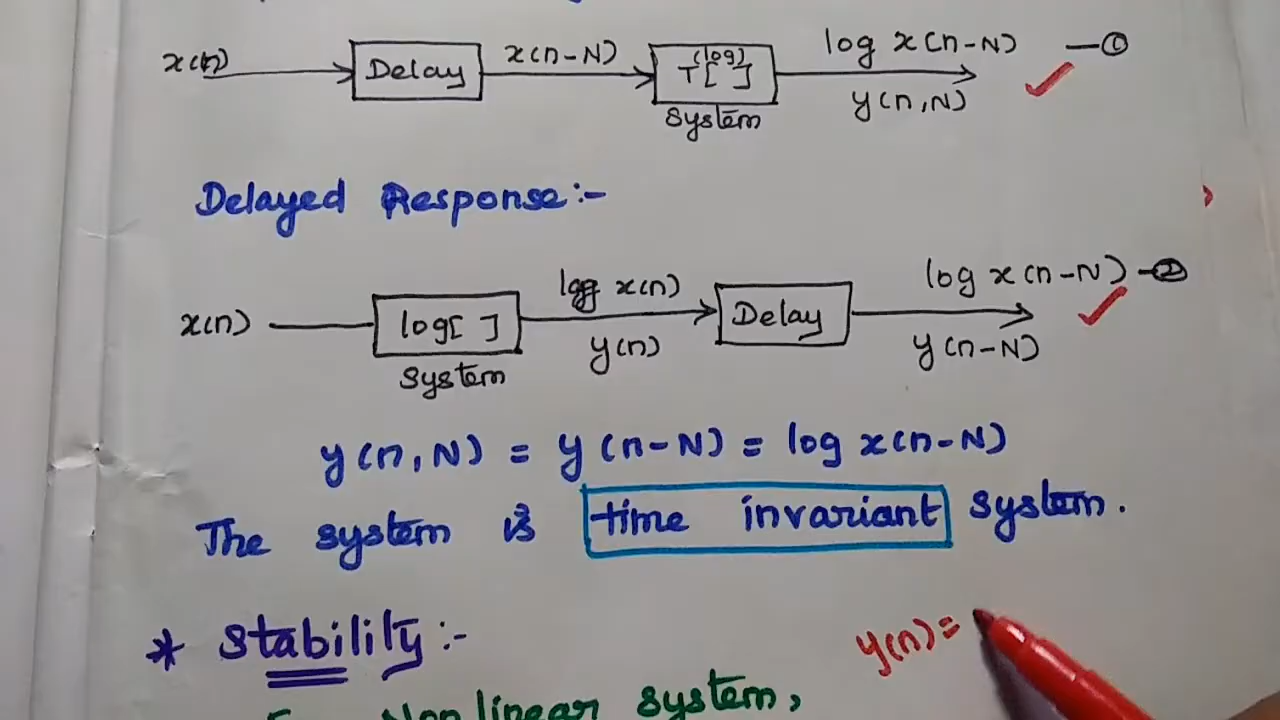 x(n) Delay x(n-N) T[ ] (log) log x(n-N) —①
System y(n,N)
Delayed Response:-
x(n) log[ ] log x(n) Delay log x(n-N) —②
System y(n) y(n-N)
y(n,N) = y(n-N) = log x(n-N)
The system is time invariant system.
* Stability:- y(n)=
Non linear system,